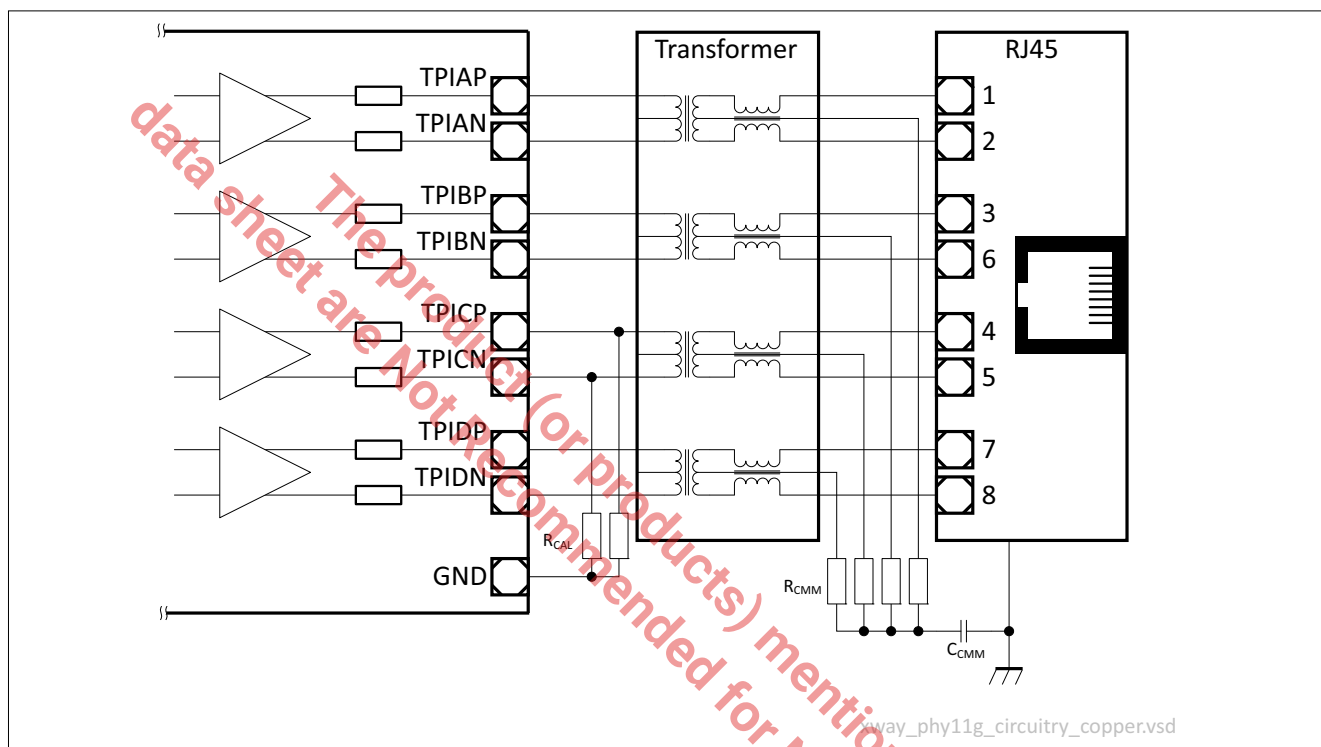 Transformer
RJ45
TPIAP
1
TPIAN
2
TPIBP
3
TPIBN
6
TPICP
4
TPICN
5
TPIDP
7
TPIDN
8
RCAL
GND
RCMM
CCMM
xway_phy11g_circuitry_copper.vsd
The product (or products) mention
data sheet are Not Recommended for